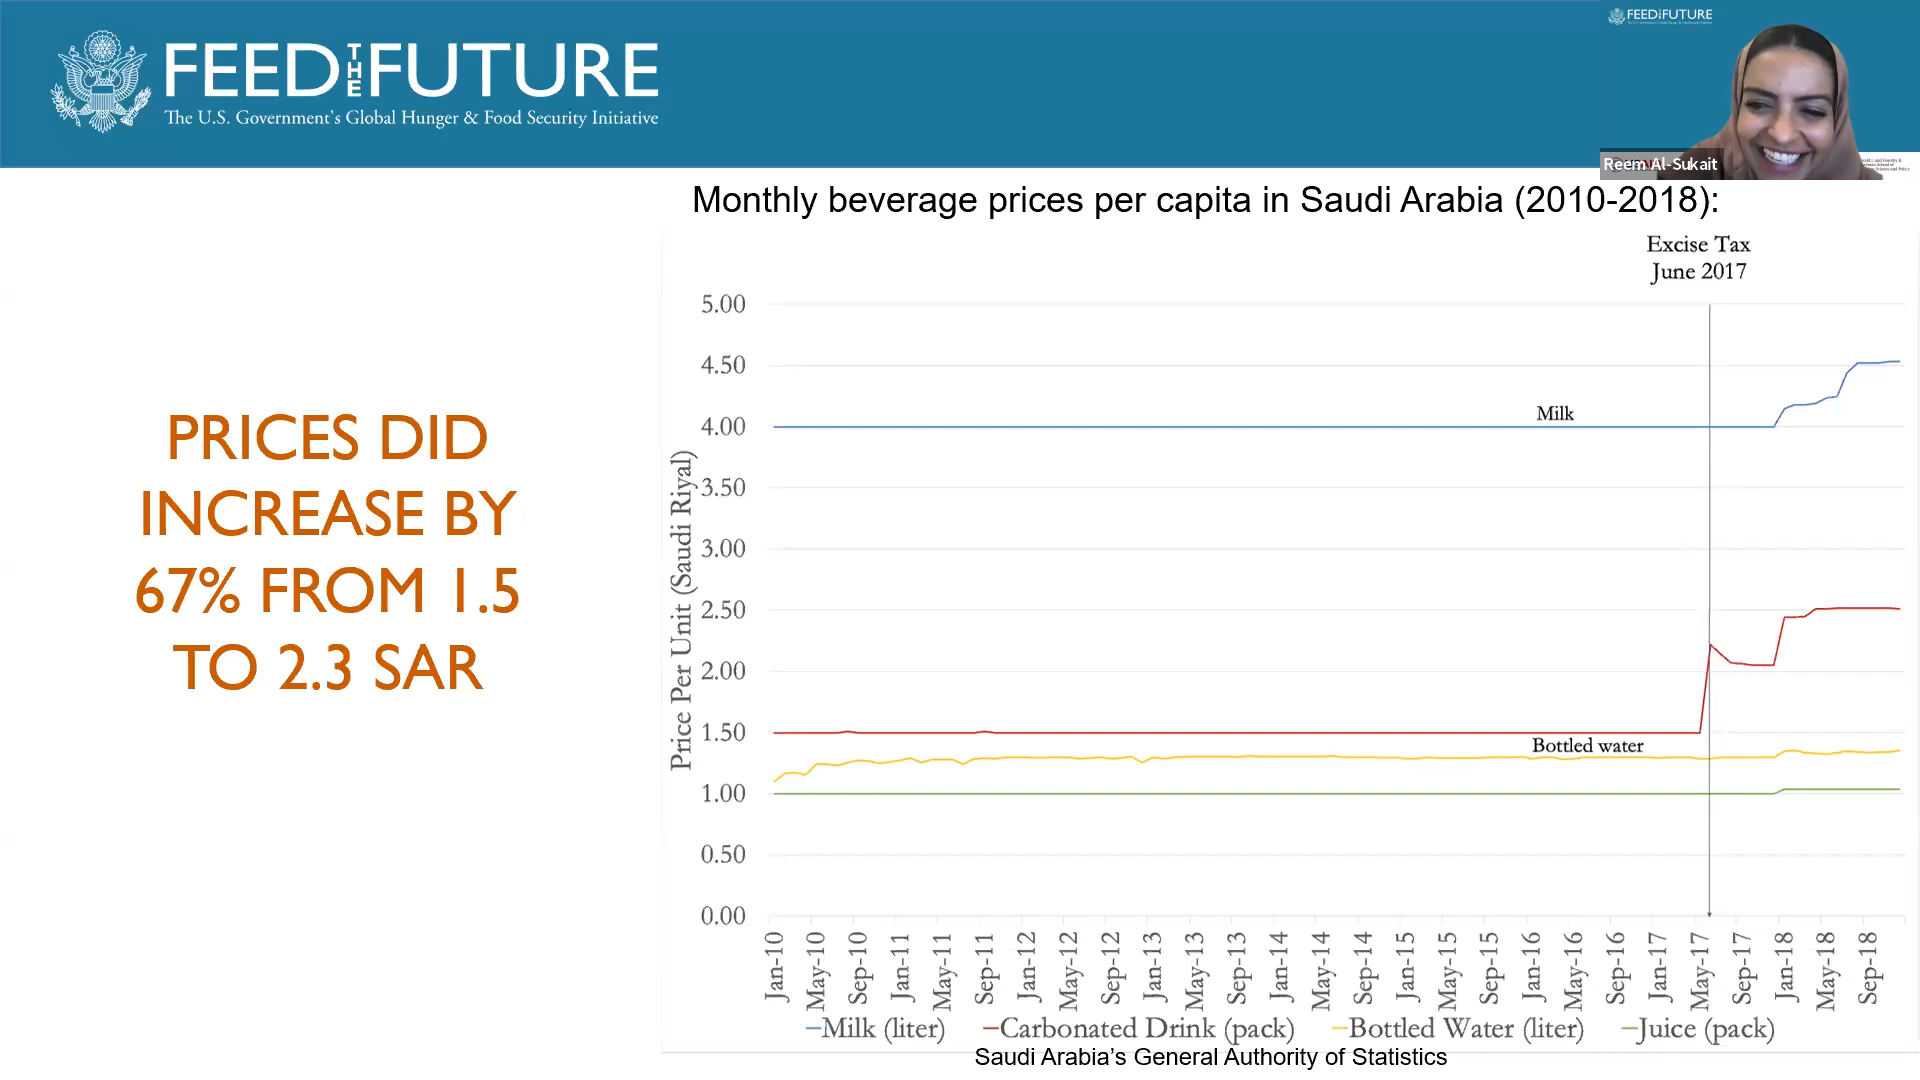 FEED THE FUTURE
The U.S. Government's Global Hunger & Food Security Initiative
FEED THE FUTURE
Reem Al-Sukait
Monthly beverage prices per capita in Saudi Arabia (2010-2018):
PRICES DID
INCREASE BY
67% FROM 1.5
TO 2.3 SAR
Excise Tax
June 2017
Price Per Unit (Saudi Riyal)
5.00
4.50
4.00
3.50
3.00
2.50
2.00
1.50
1.00
0.50
0.00
Milk
Bottled water
Jan-10 May-10 Sep-10 Jan-11 May-11 Sep-11 Jan-12 May-12 Sep-12 Jan-13 May-13 Sep-13 Jan-14 May-14 Sep-14 Jan-15 May-15 Sep-15 Jan-16 May-16 Sep-16 Jan-17 May-17 Sep-17 Jan-18 May-18 Sep-18
Milk (liter) Carbonated Drink (pack) Bottled Water (liter) Juice (pack)
Saudi Arabia's General Authority of Statistics